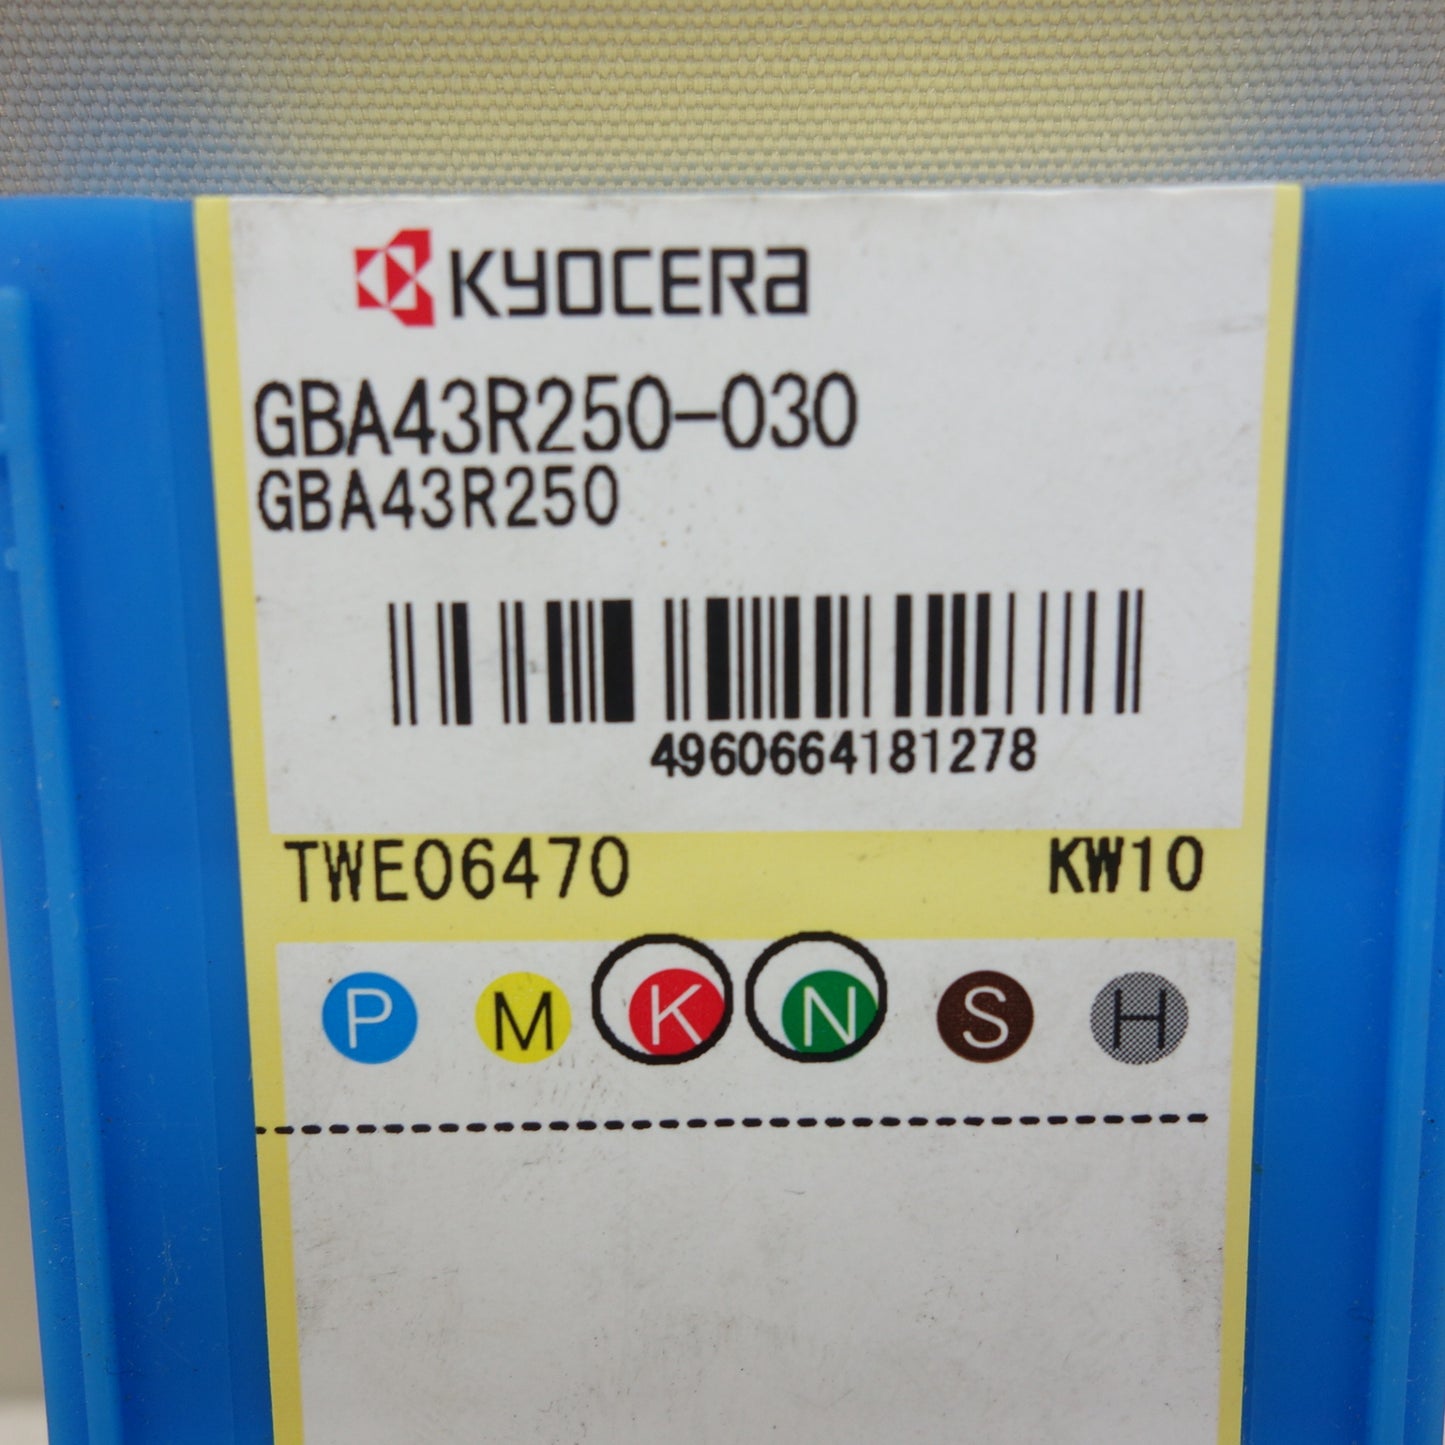 KYOCERA
GBA43R250-030
GBA43R250
4960664181278
TWE06470 KW10
P M K N S H